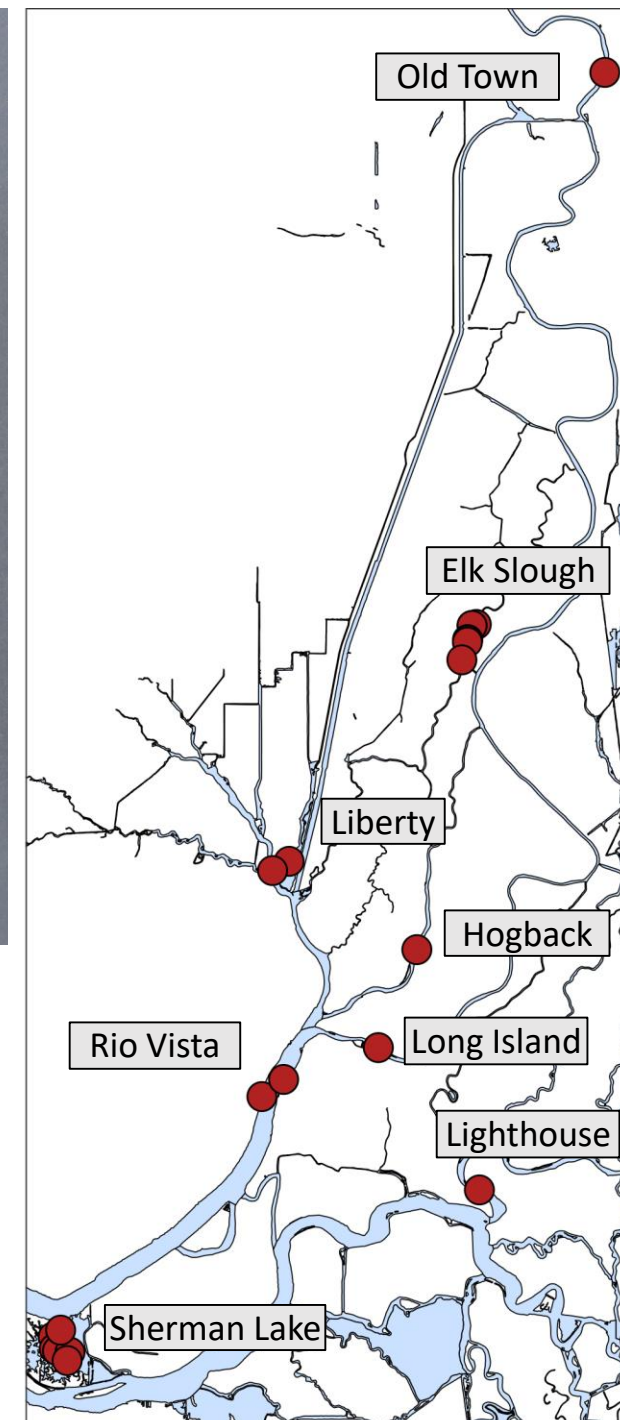 Old Town
Elk Slough
Liberty
Hogback
Rio Vista
Long Island
Lighthouse
Sherman Lake